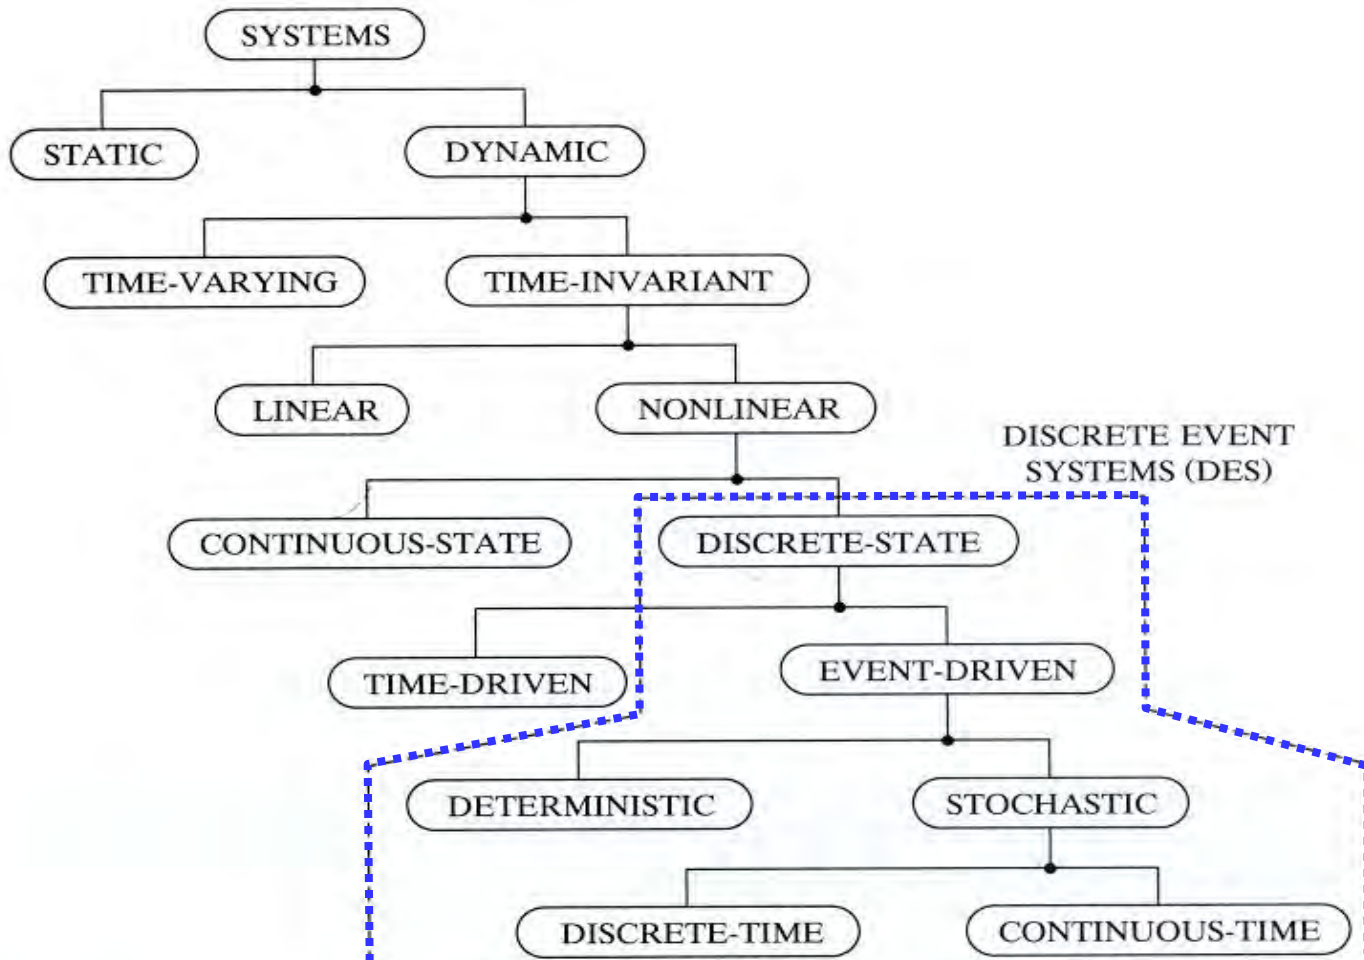 SYSTEMS
STATIC
DYNAMIC
TIME-VARYING
TIME-INVARIANT
LINEAR
NONLINEAR
DISCRETE EVENT
SYSTEMS (DES)
CONTINUOUS-STATE
DISCRETE-STATE
TIME-DRIVEN
EVENT-DRIVEN
DETERMINISTIC
STOCHASTIC
DISCRETE-TIME
CONTINUOUS-TIME